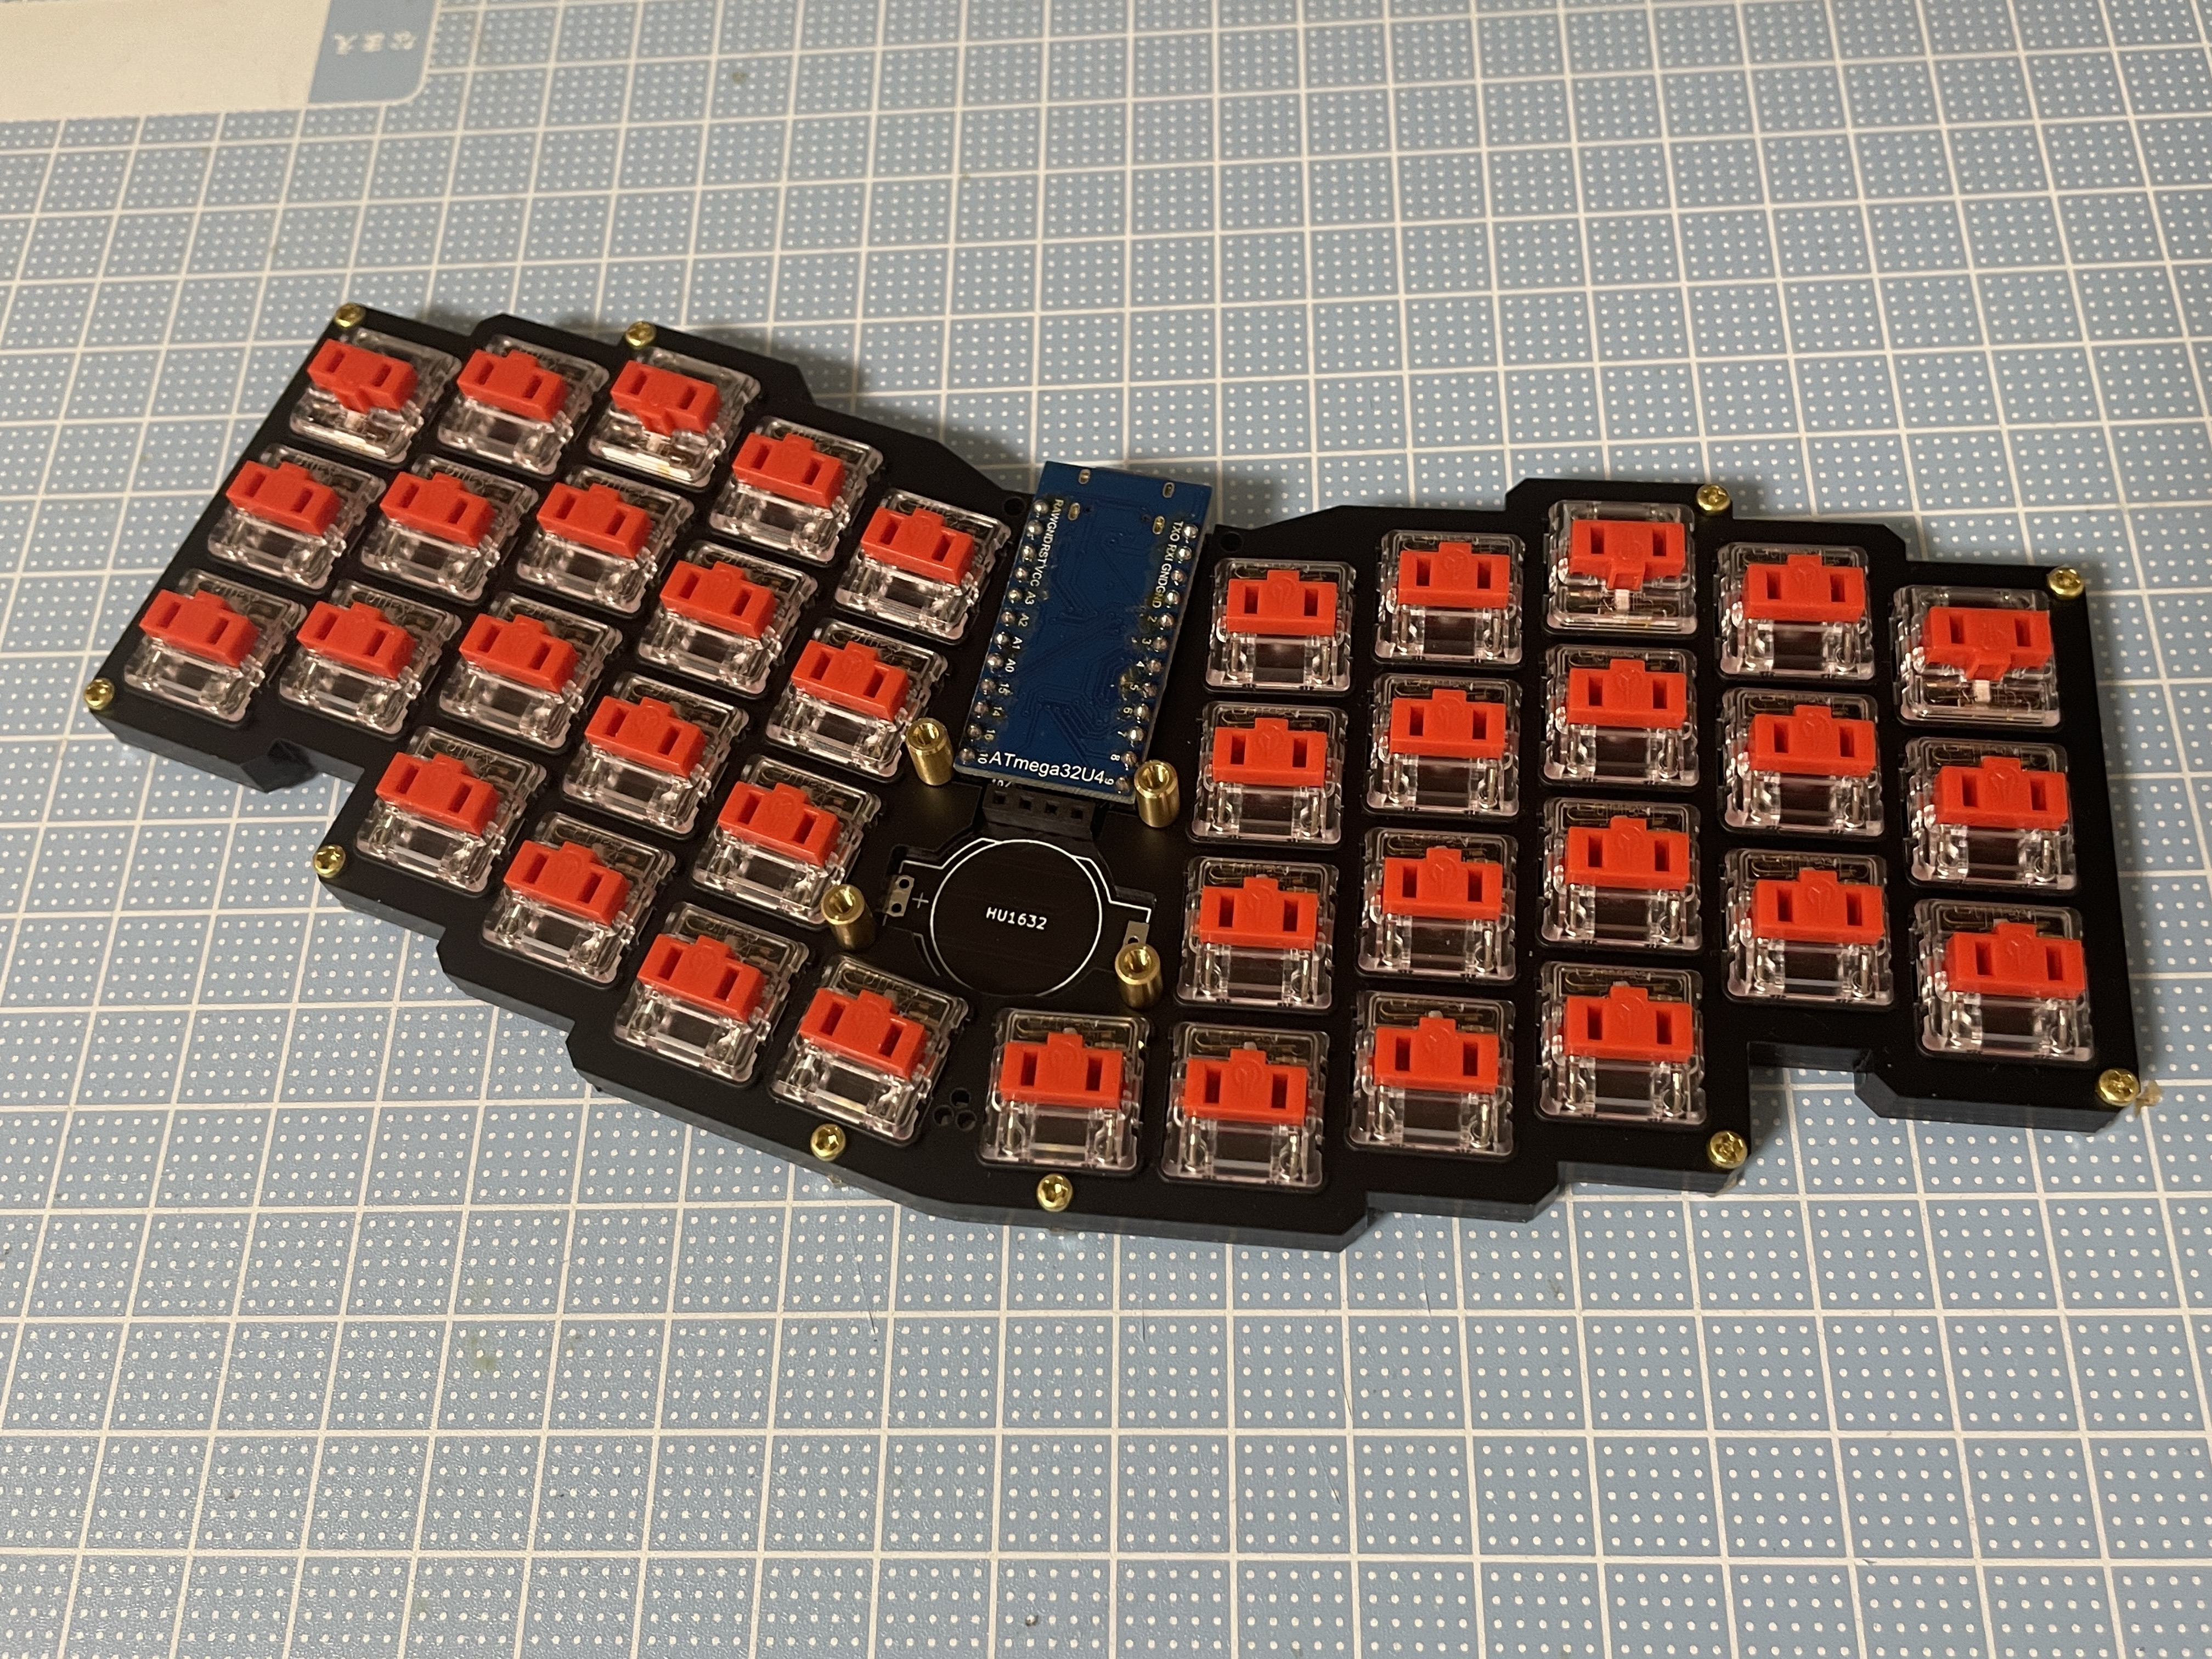 RAW GND RST VCC A3 A2 A1 A0 15 14 16 10
TXO RXI GND GND 2 3 4 5 6 7 8 9
ATmega32U4
+
HU1632